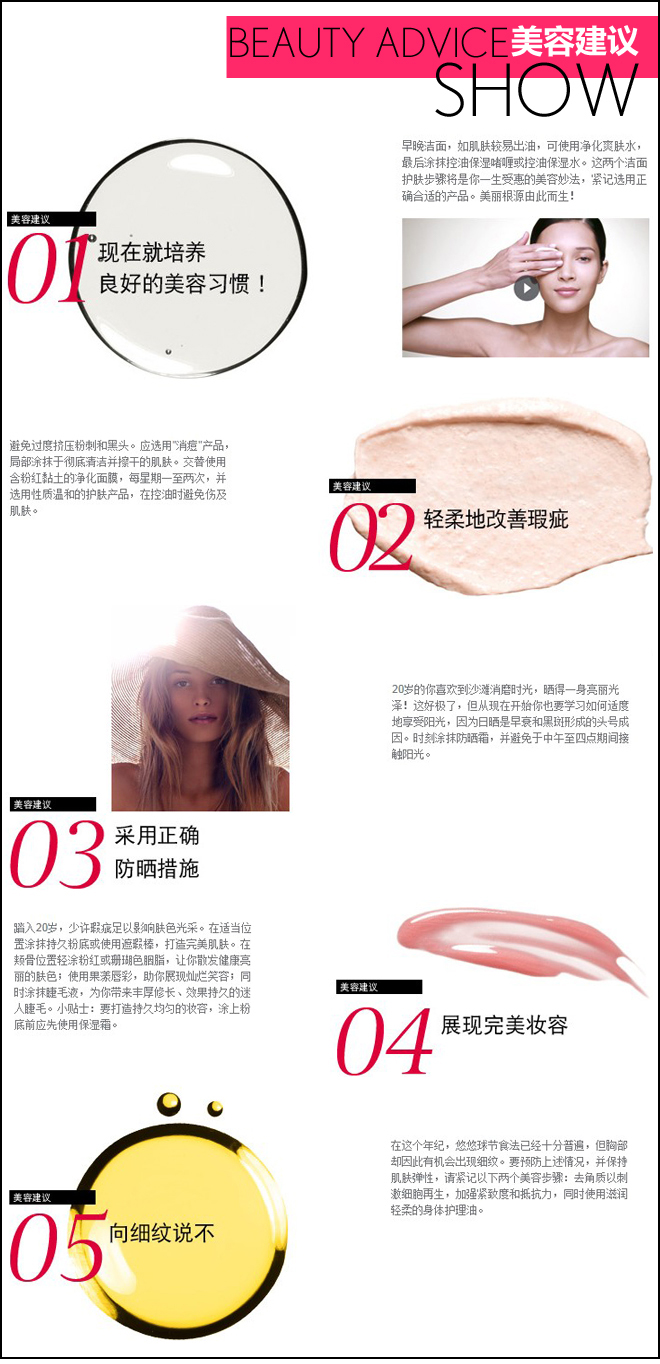 BEAUTY ADVICE美容建议
SHOW
早晚洁面，如肌肤较易出油，可使用净化爽肤水，
最后涂抹控油保湿啫喱或控油保湿水。这两个洁面
护肤步骤将是你一生受惠的美容妙法，紧记选用正
确合适的产品。美丽根源由此而生！
美容建议
01
现在就培养
良好的美容习惯！
避免过度挤压粉刺和黑头。应选用"消痘"产品，
局部涂抹于彻底清洁并擦干的肌肤。交替使用
含粉红黏土的净化面膜，每星期一至两次，并
选用性质温和的护肤产品，在控油时避免伤及
肌肤。
美容建议
02
轻柔地改善瑕疵
20岁的你喜欢到沙滩消磨时光，晒得一身亮丽光
泽！这好极了，但从现在开始你也要学习如何适度
地享受阳光，因为日晒是早衰和黑斑形成的头号成
因。时刻涂抹防晒霜，并避免于中午至四点期间接
触阳光。
美容建议
03
采用正确
防晒措施
踏入20岁，少许瑕疵足以影响肤色光采。在适当位
置涂抹持久粉底或使用遮瑕棒，打造完美肌肤。在
颊骨位置轻涂粉红或珊瑚色胭脂，让你散发健康亮
丽的肤色；使用果漾唇彩，助你展现灿烂笑容；同
时涂抹睫毛液，为你带来丰厚修长、效果持久的迷
人睫毛。小贴士：要打造持久均匀的妆容，涂上粉
底前应先使用保湿霜。
美容建议
04
展现完美妆容
在这个年纪，悠悠球节食法已经十分普遍，但胸部
却因此有机会出现细纹。要预防上述情况，并保持
肌肤弹性，请紧记以下两个美容步骤：去角质以刺
激细胞再生，加强紧致度和抵抗力，同时使用滋润
轻柔的身体护理油。
美容建议
05
向细纹说不